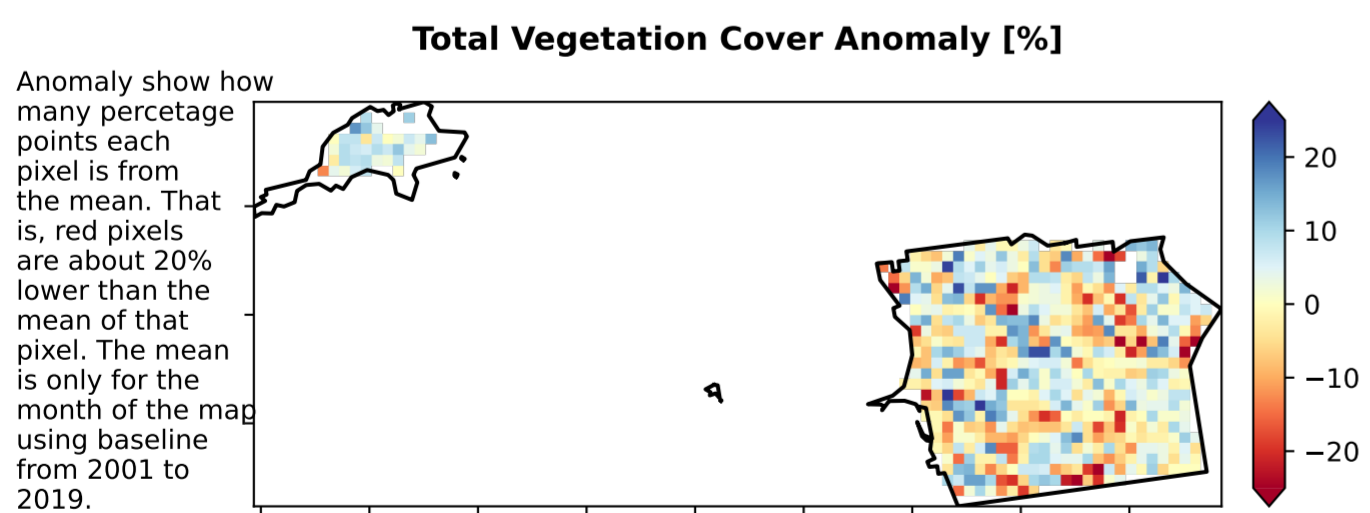 Total Vegetation Cover Anomaly [%]
Anomaly show how
many percetage
points each
pixel is from
the mean. That
is, red pixels
are about 20%
lower than the
mean of that
pixel. The mean
is only for the
month of the map
using baseline
from 2001 to
2019.
20
10
0
−10
−20